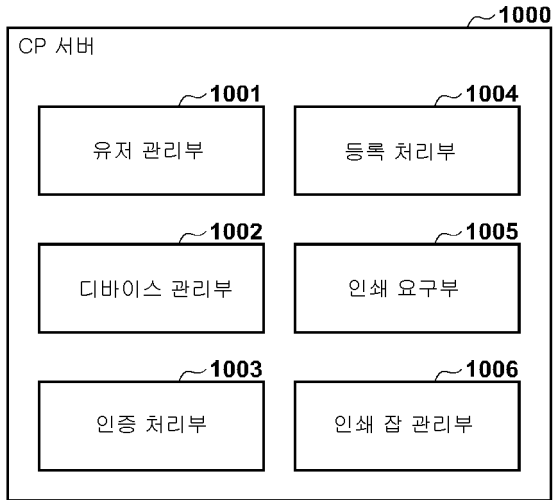 1000
CP 서버
1001
유저 관리부
1004
등록 처리부
1002
디바이스 관리부
1005
인쇄 요구부
1003
인증 처리부
1006
인쇄 잡 관리부